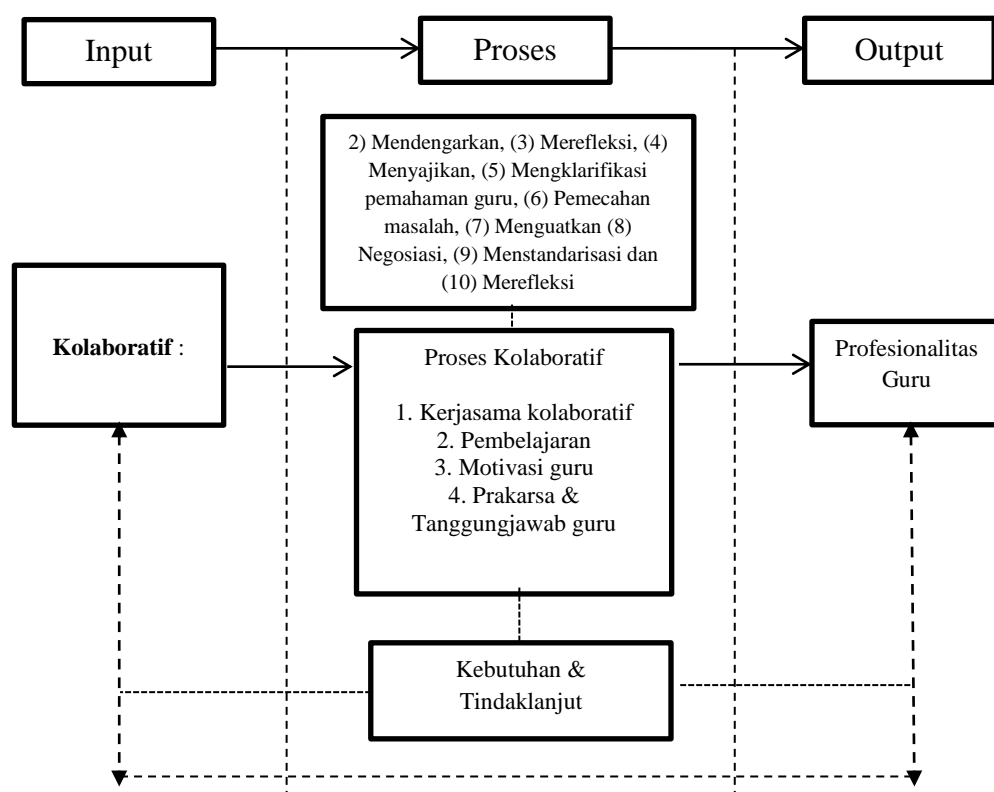 Input
Proses
Output
2) Mendengarkan, (3) Merefleksi, (4)
Menyajikan, (5) Mengklarifikasi
pemahaman guru, (6) Pemecahan
masalah, (7) Menguatkan (8)
Negosiasi, (9) Menstandarisasi dan
(10) Merefleksi
Kolaboratif :
Proses Kolaboratif
1. Kerjasama kolaboratif
2. Pembelajaran
3. Motivasi guru
4. Prakarsa &
Tanggungjawab guru
Profesionalitas
Guru
Kebutuhan &
Tindaklanjut